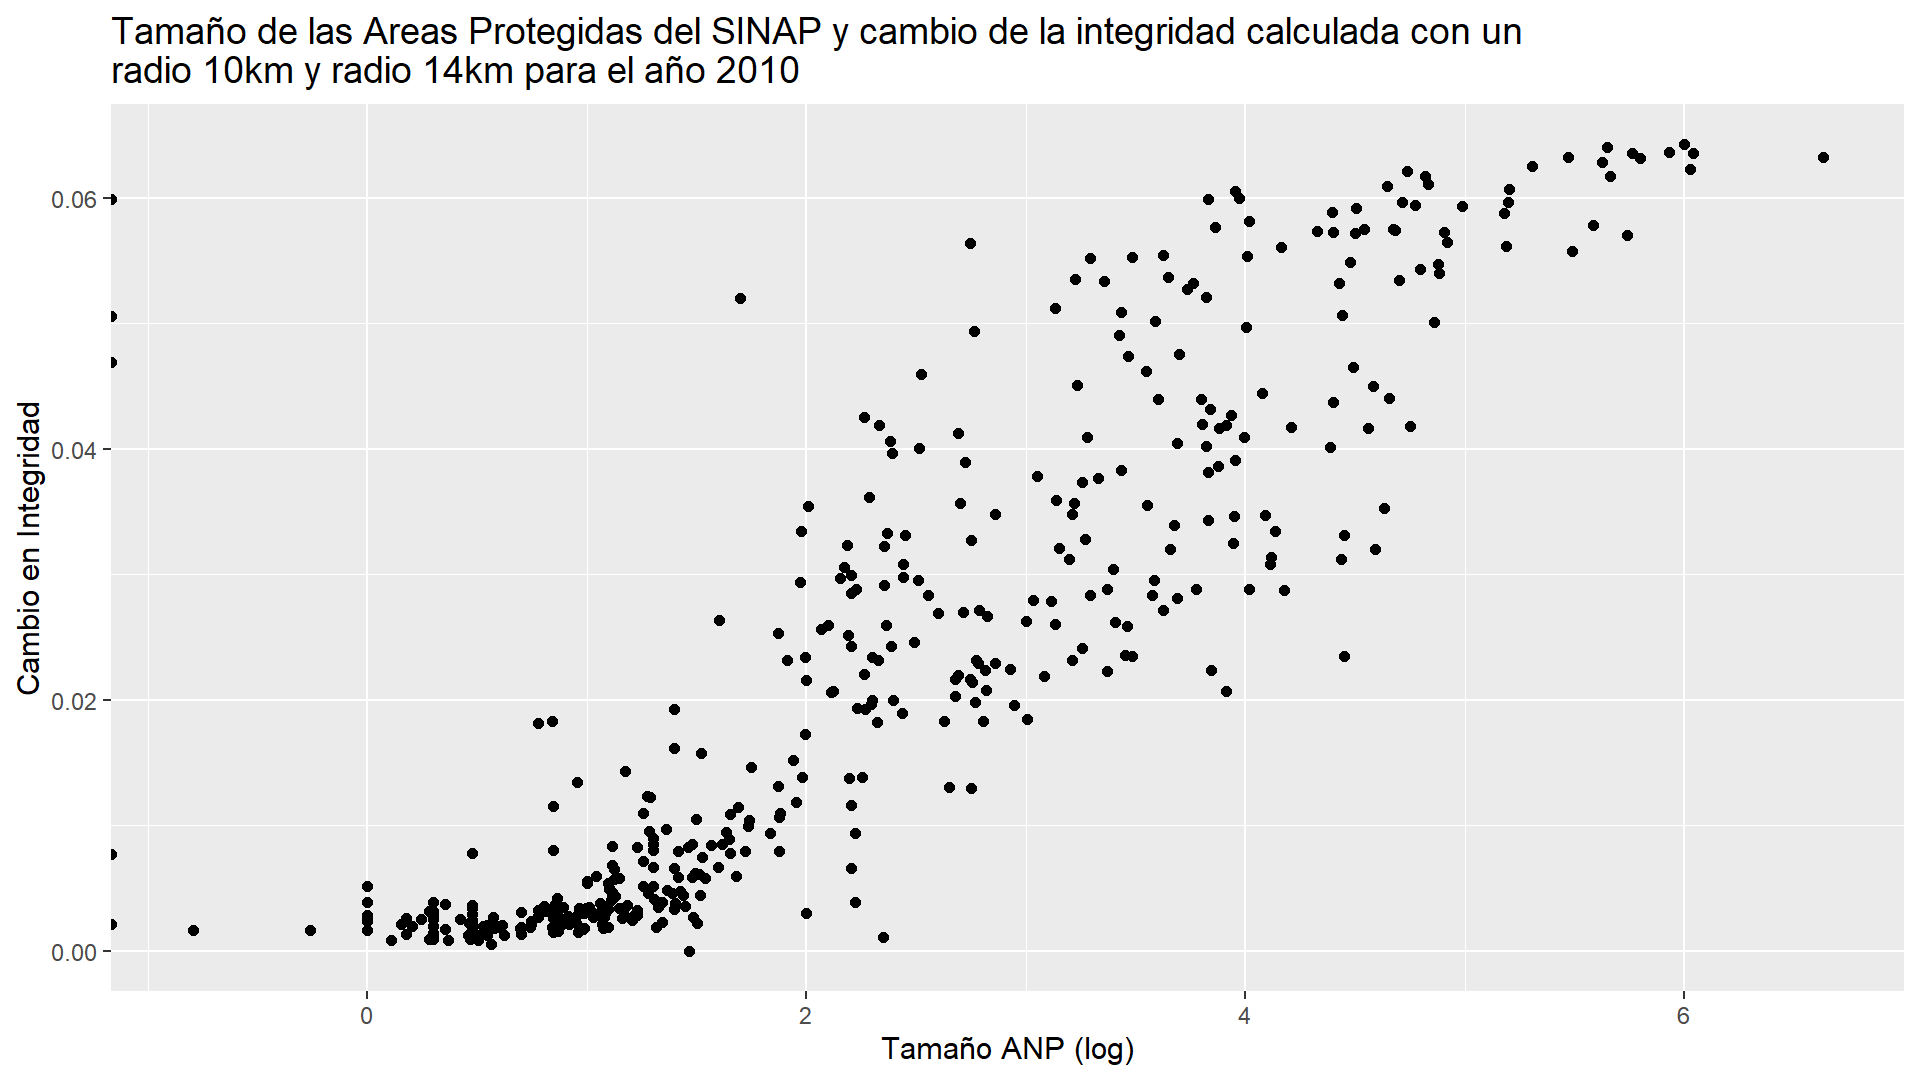 Tamaño de las Areas Protegidas del SINAP y cambio de la integridad calculada con un
radio 10km y radio 14km para el año 2010
Cambio en Integridad
0.06
0.04
0.02
0.00
0
2
4
6
Tamaño ANP (log)